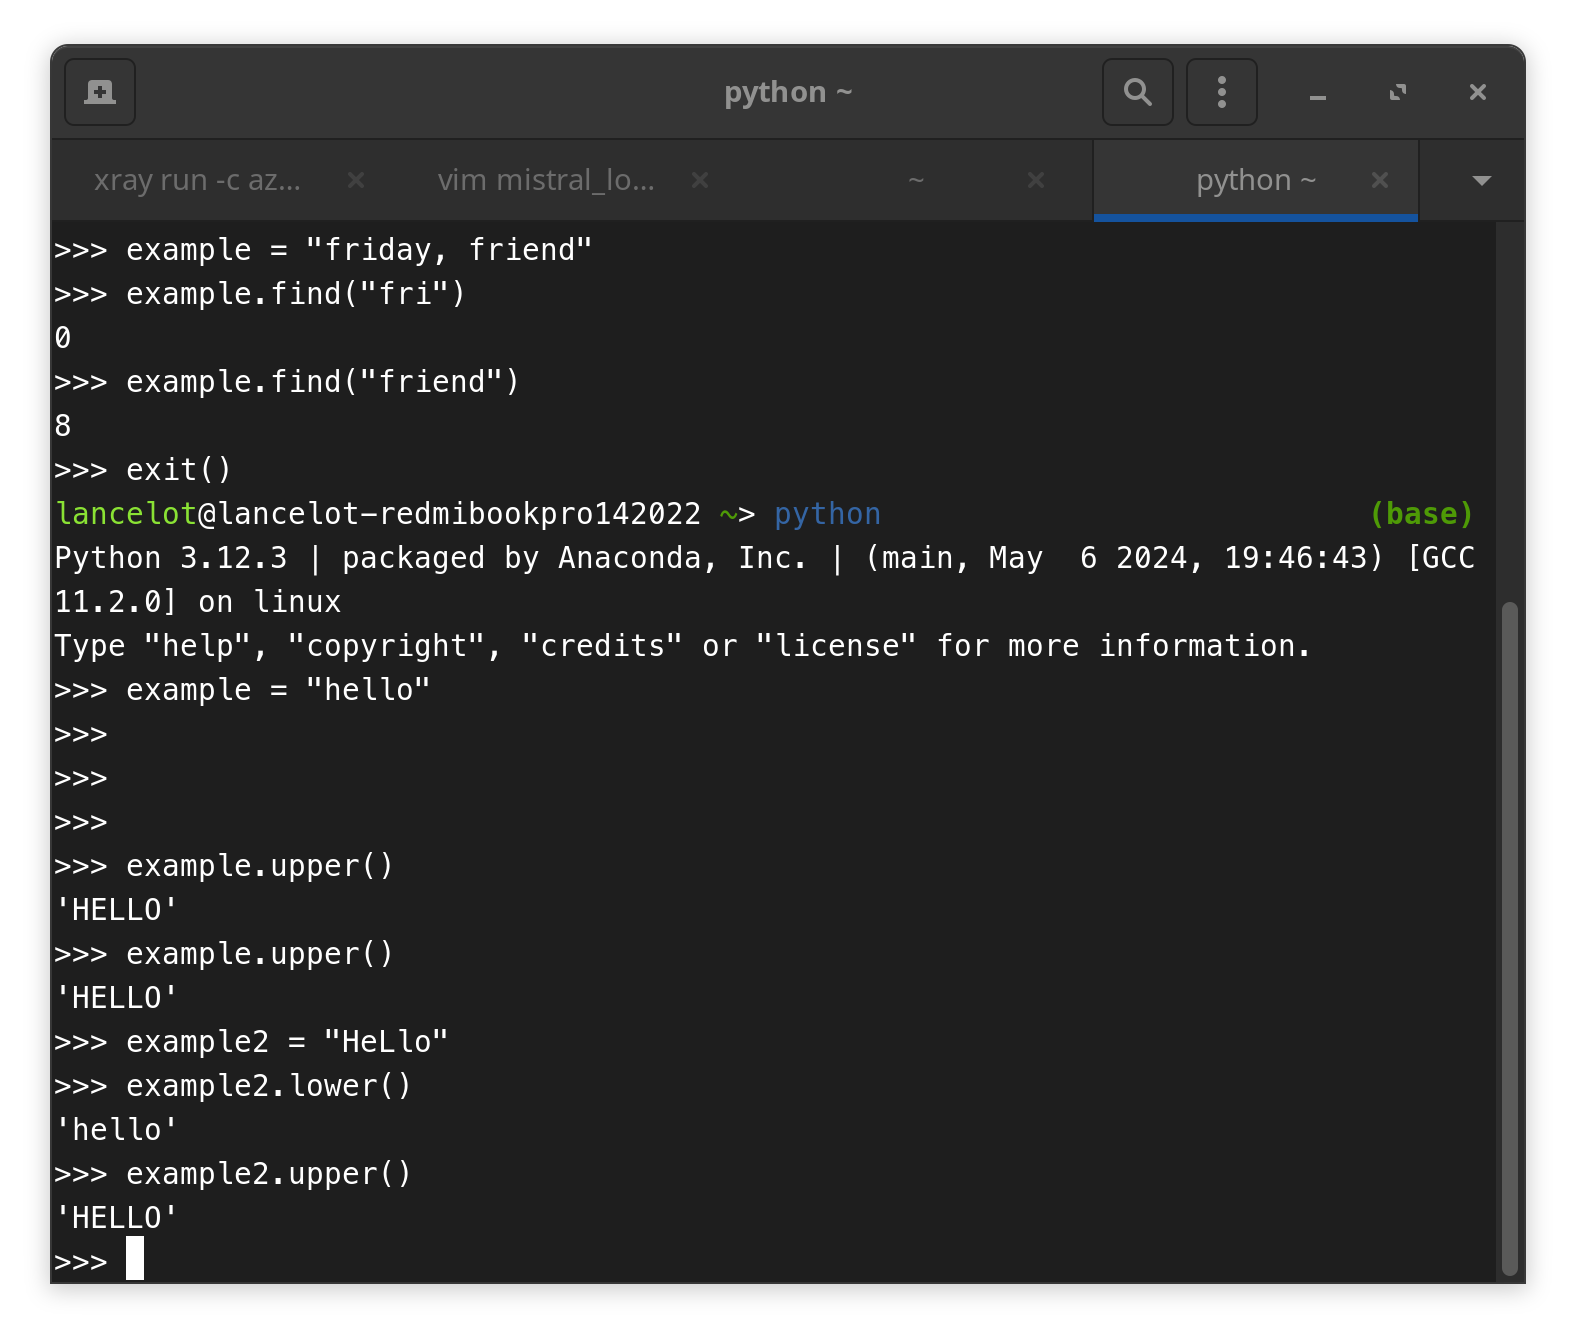 python ~
xray run -c az... vim mistral_lo... ~ python ~
>>> example = "friday, friend"
>>> example.find("fri")
0
>>> example.find("friend")
8
>>> exit()
lancelot@lancelot-redmibookpro142022 ~> python (base)
Python 3.12.3 | packaged by Anaconda, Inc. | (main, May  6 2024, 19:46:43) [GCC
11.2.0] on linux
Type "help", "copyright", "credits" or "license" for more information.
>>> example = "hello"
>>>
>>>
>>>
>>> example.upper()
'HELLO'
>>> example.upper()
'HELLO'
>>> example2 = "HeLlo"
>>> example2.lower()
'hello'
>>> example2.upper()
'HELLO'
>>>